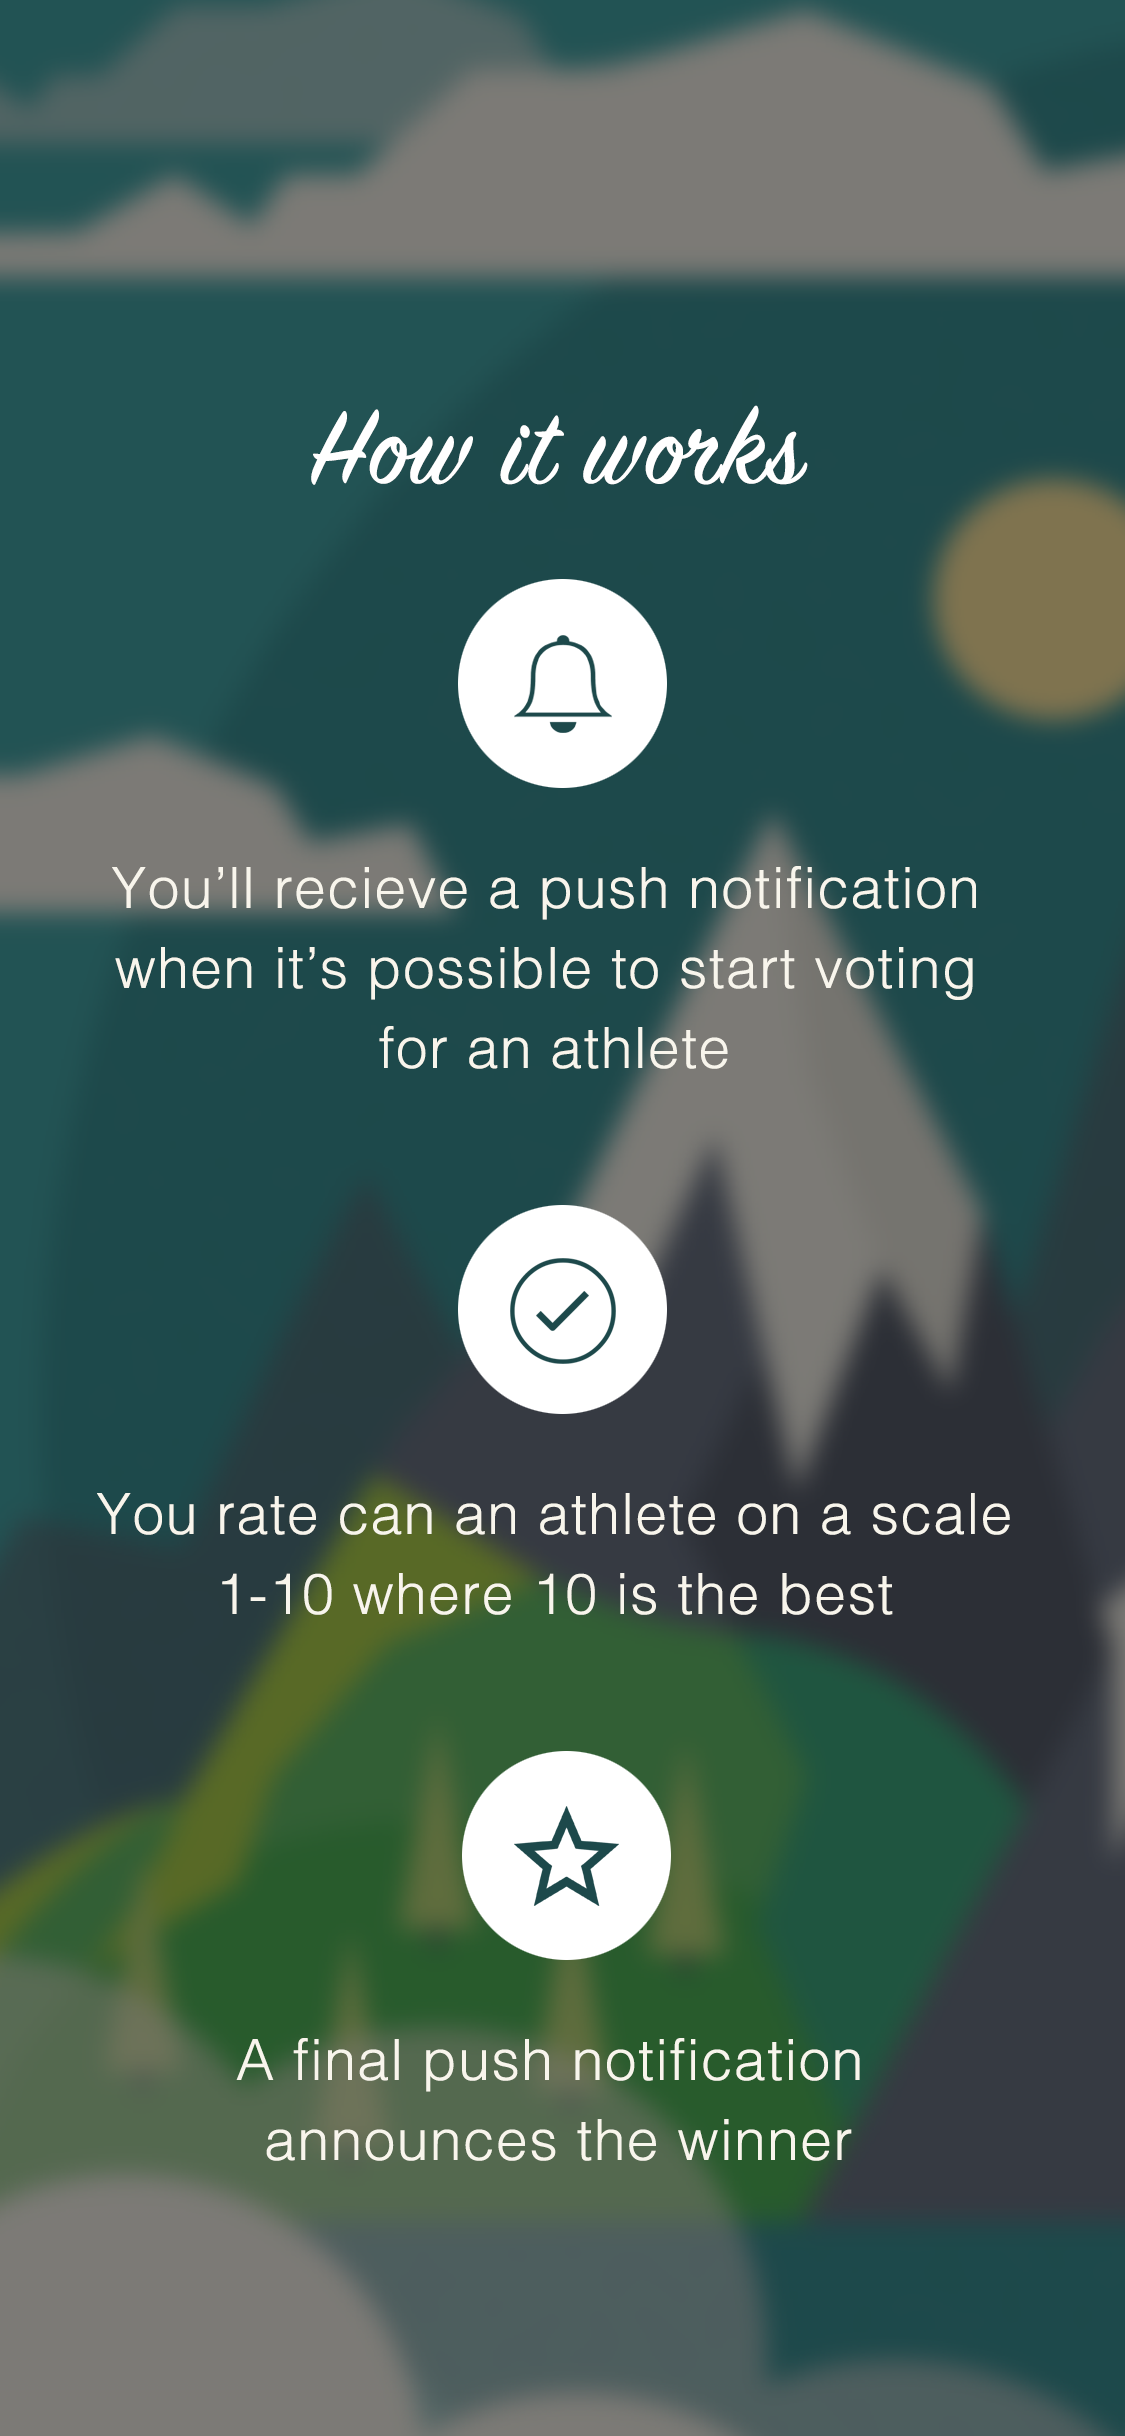 How it works
You’ll recieve a push notification
when it’s possible to start voting
for an athlete
You rate can an athlete on a scale
1-10 where 10 is the best
A final push notification
announces the winner